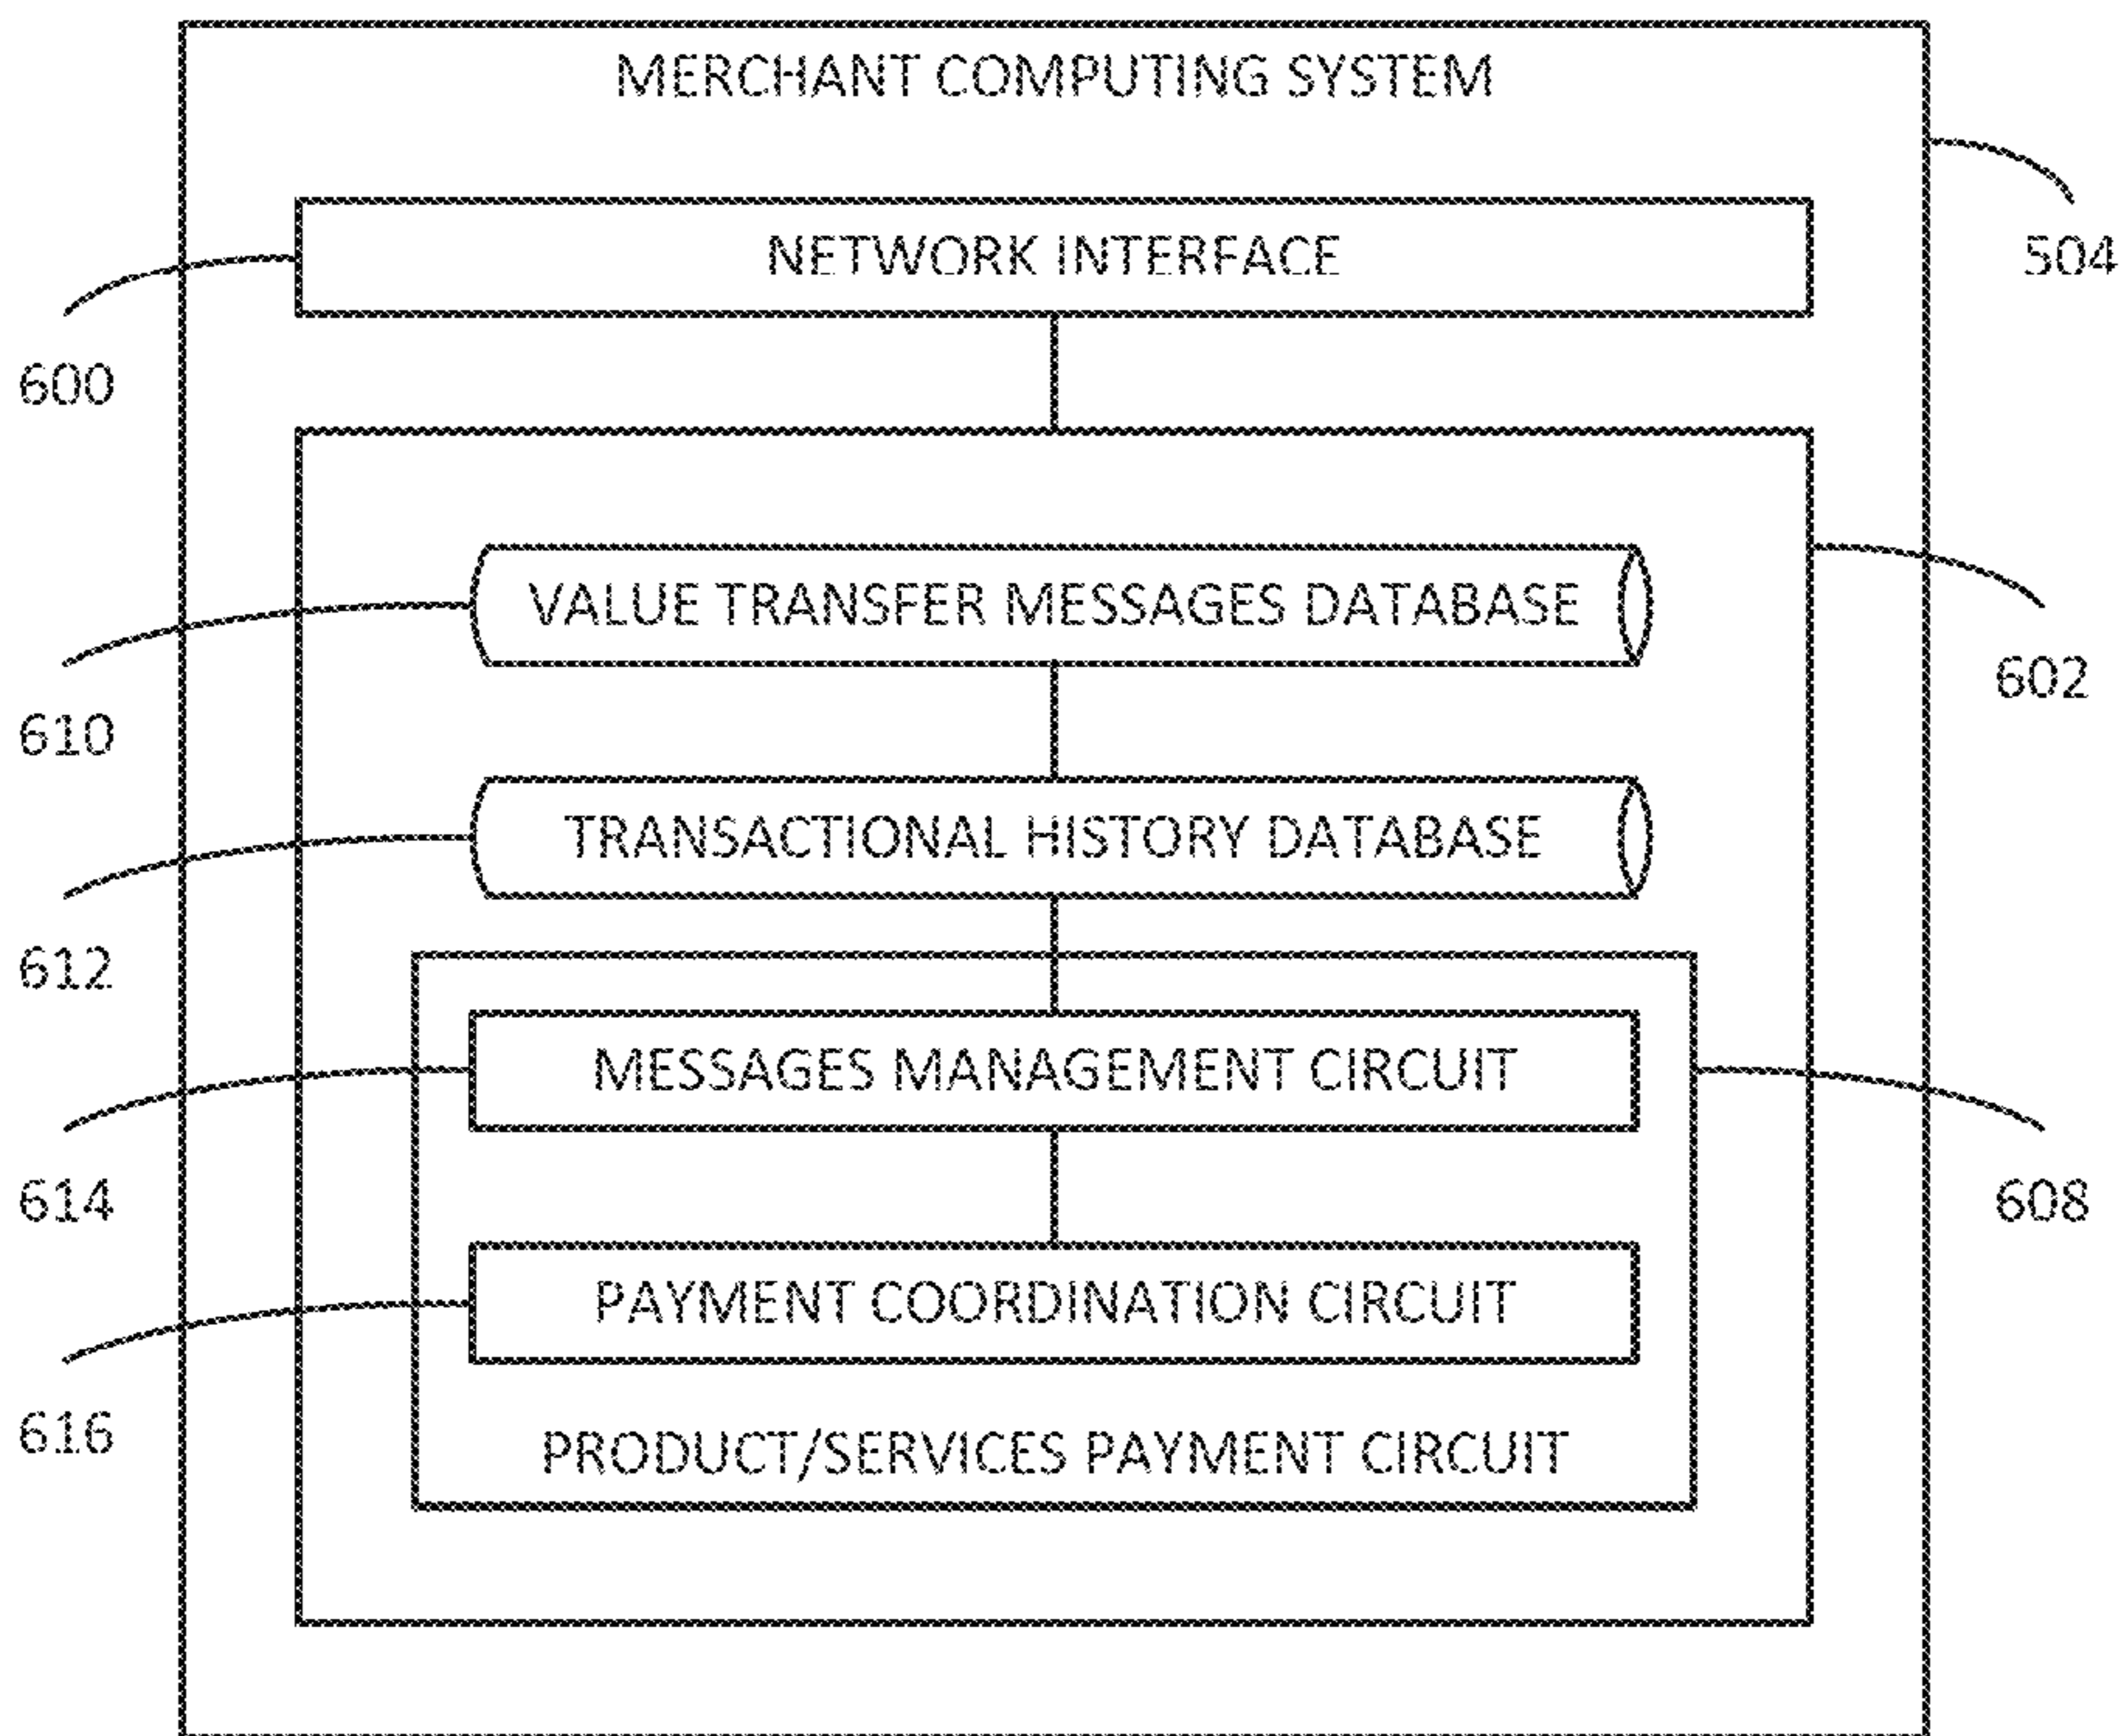 MERCHANT COMPUTING SYSTEM
504
NETWORK INTERFACE
600
602
VALUE TRANSFER MESSAGES DATABASE
610
TRANSACTIONAL HISTORY DATABASE
612
MESSAGES MANAGEMENT CIRCUIT
614
608
PAYMENT COORDINATION CIRCUIT
616
PRODUCT/SERVICES PAYMENT CIRCUIT